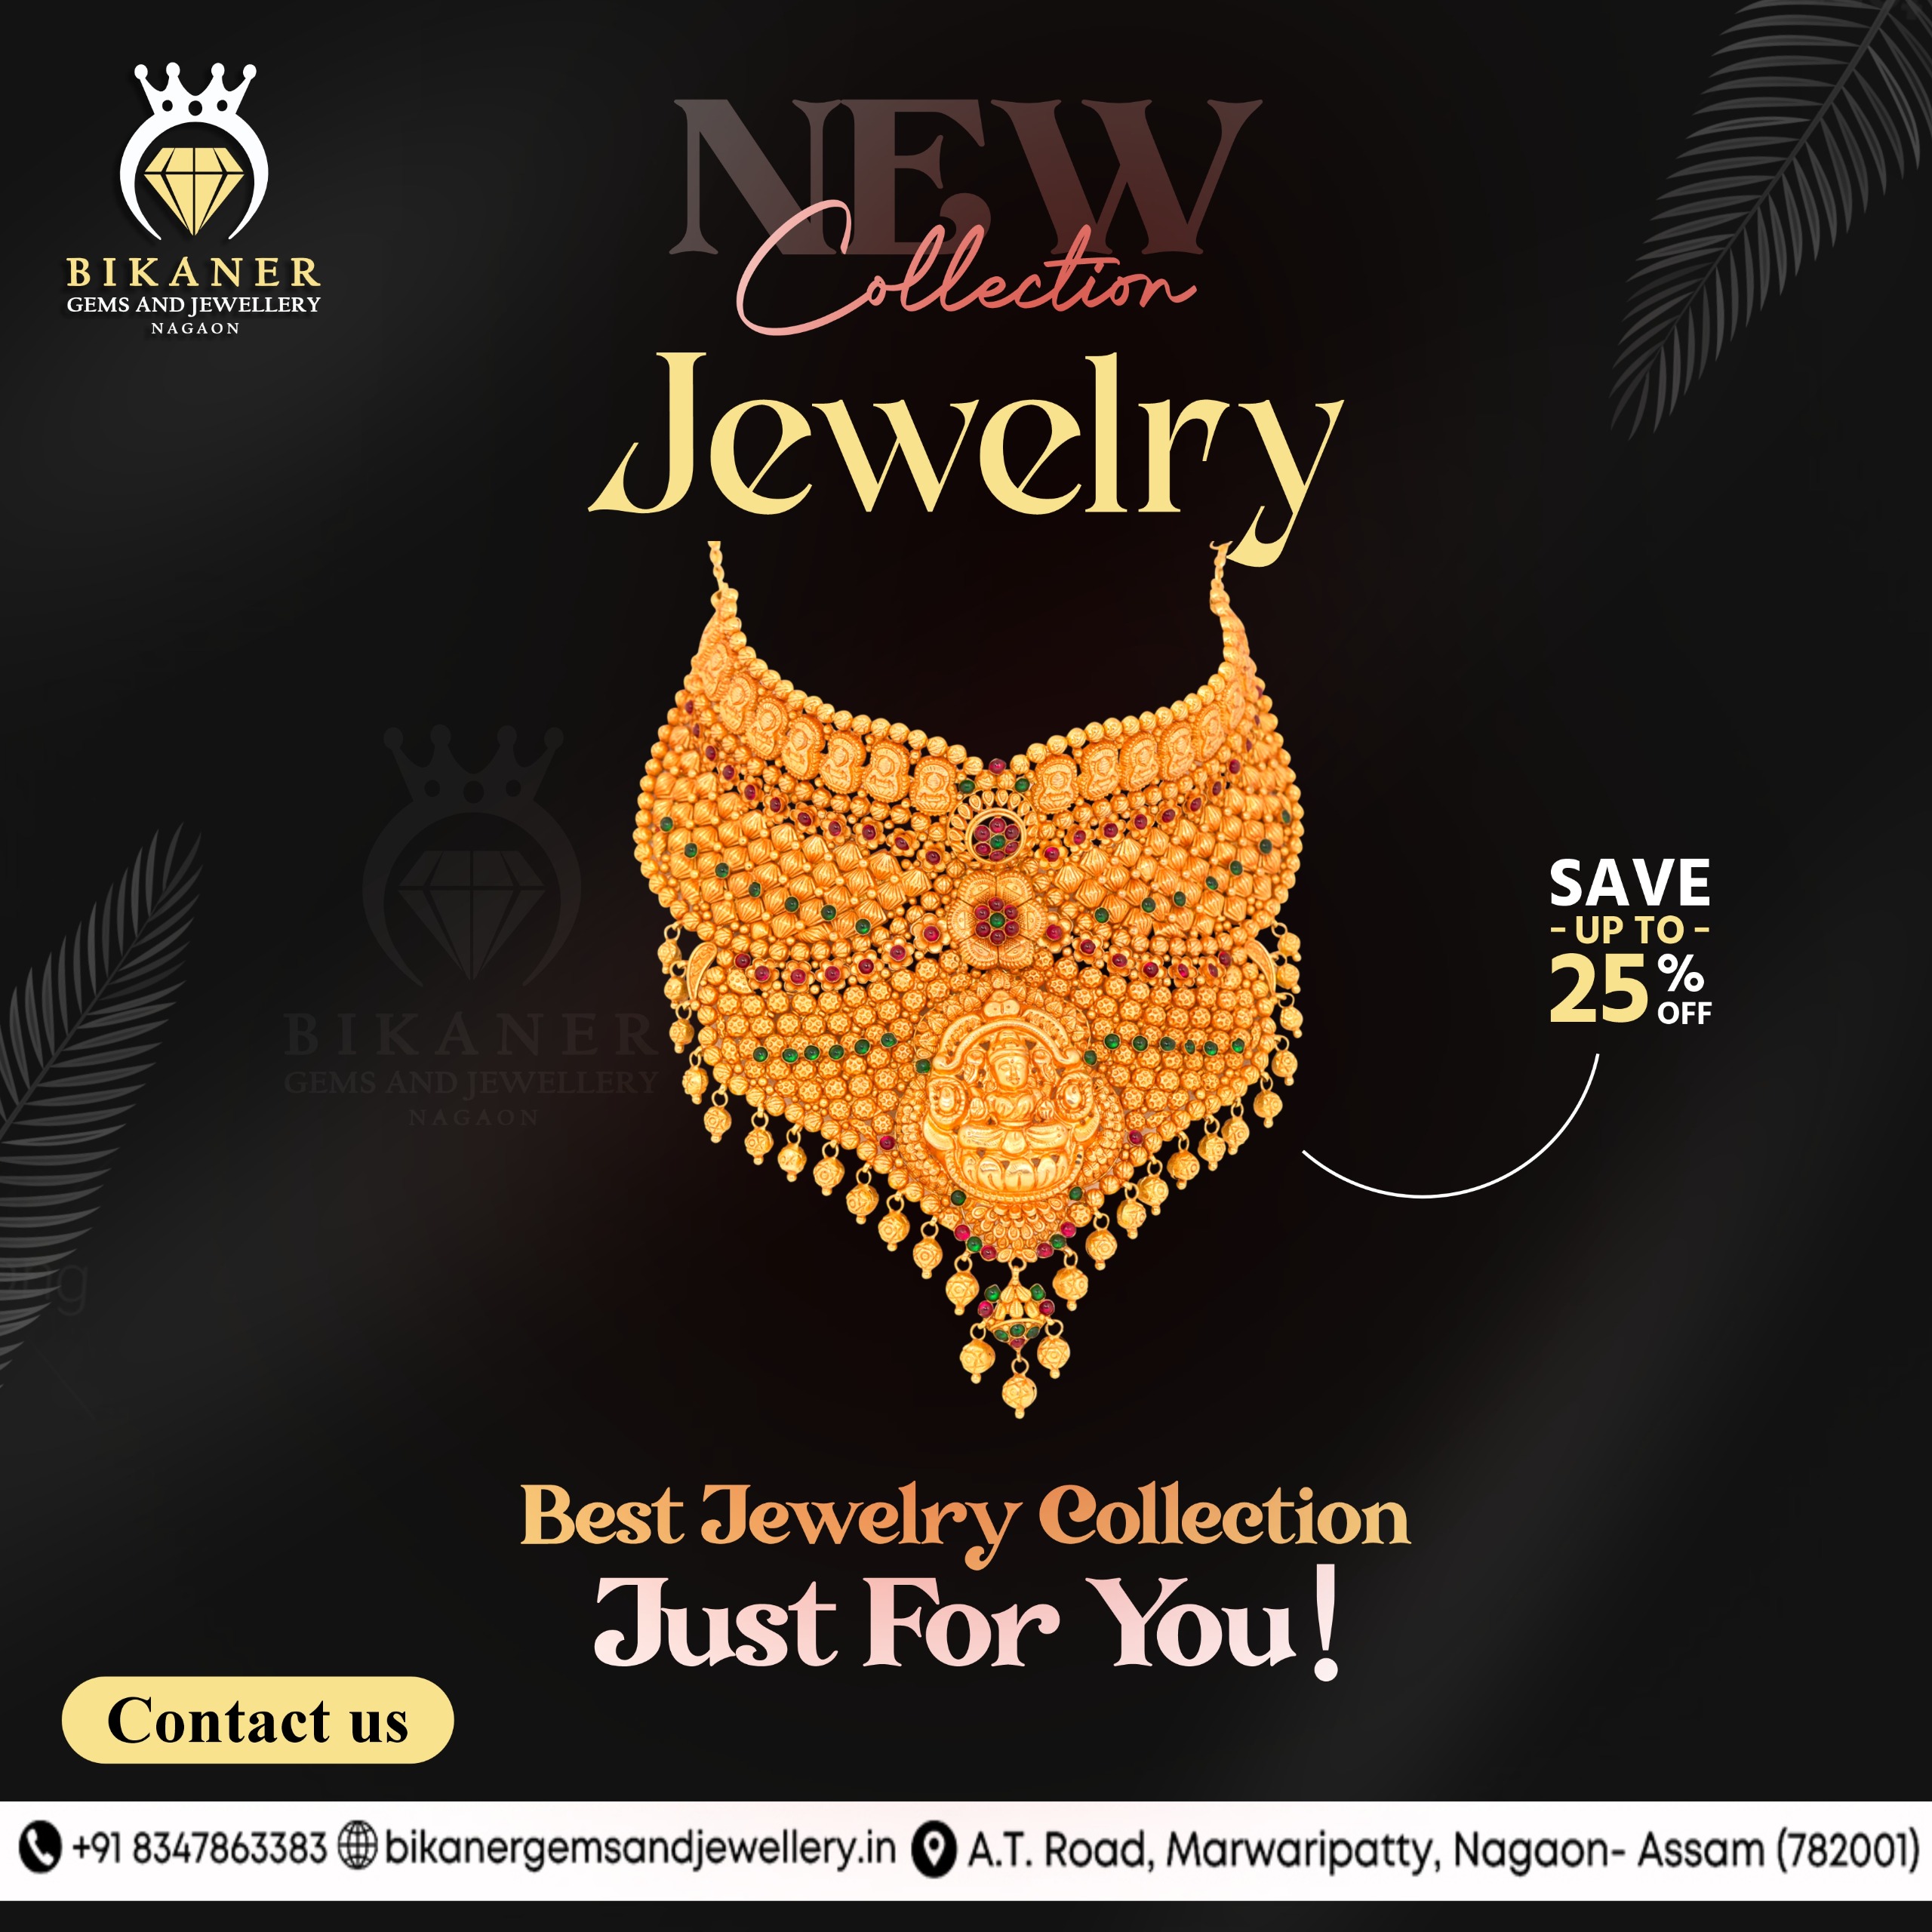 BIKANER
GEMS AND JEWELLERY
NAGAON
NEW
Collection
Jewelry
BIKANER
GEMS AND JEWELLERY
NAGAON
SAVE
- UP TO -
25%
OFF
Best Jewelry Collection
Just For You!
Contact us
+91 8347863383 bikanergemsandjewellery.in A.T. Road, Marwaripatty, Nagaon- Assam (782001)